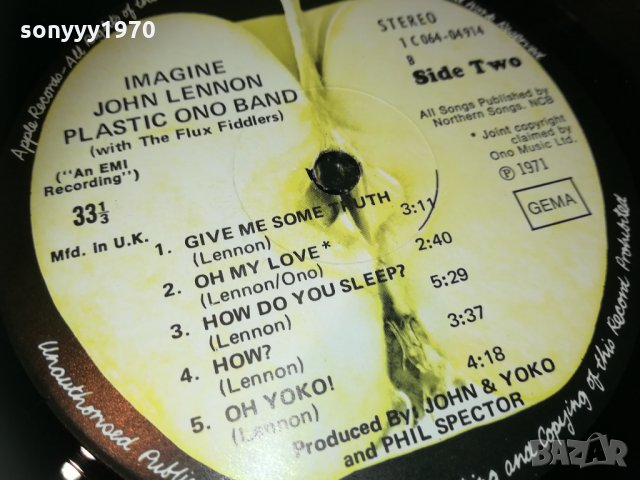 sonyyy1970
Apple Records - All
STEREO
1 C 064-04914
B
Side Two
IMAGINE
JOHN LENNON
PLASTIC ONO BAND
(with The Flux Fiddlers)
("An EMI
Recording")
33⅓
Mfd. in U.K.
All Songs Published by
Northern Songs, NCB
* Joint copyright
claimed by
Ono Music Ltd.
℗ 1971
GEMA
1. GIVE ME SOME TRUTH 3:11
(Lennon)
2. OH MY LOVE* 2:40
(Lennon/Ono)
3. HOW DO YOU SLEEP? 5:29
(Lennon)
4. HOW? 3:37
(Lennon)
5. OH YOKO! 4:18
(Lennon)
Produced By: JOHN & YOKO
and PHIL SPECTOR
Unauthorised
and copying of this Record Prohibited
BAZAR